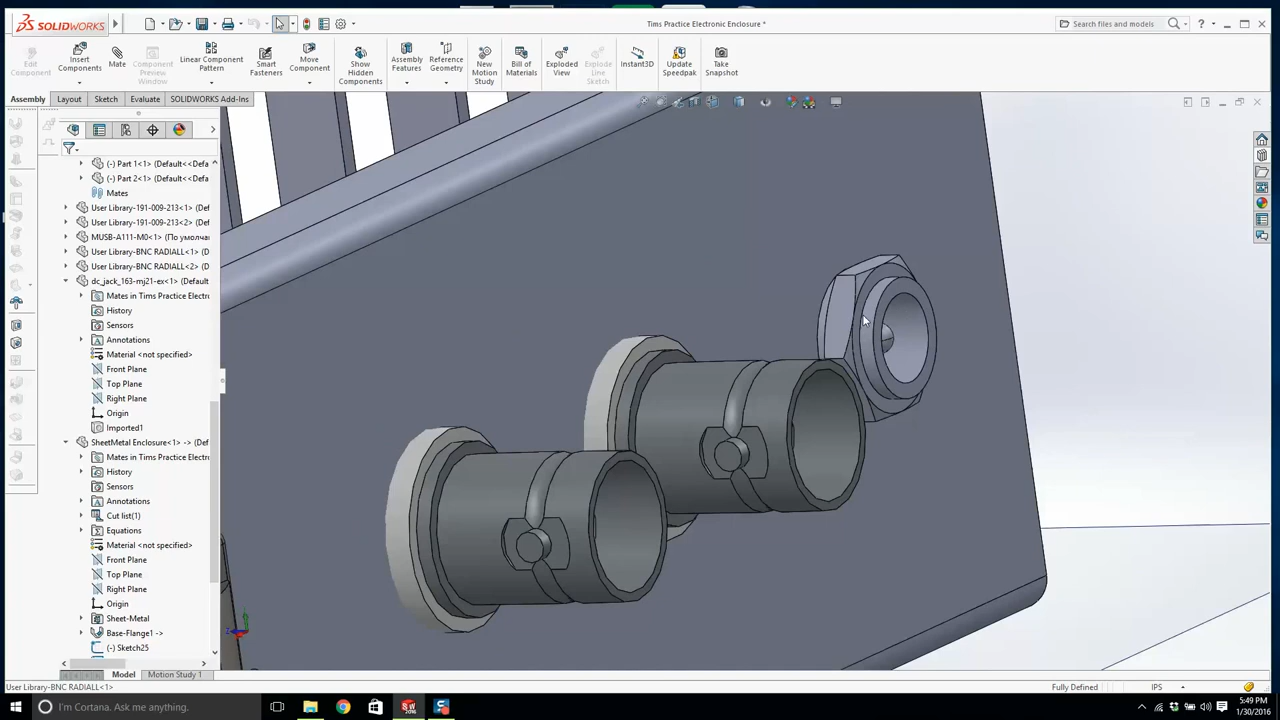 SOLIDWORKS
Tims Practice Electronic Enclosure *
Search files and models
Edit Component
Insert Components
Mate
Component Preview Window
Linear Component Pattern
Smart Fasteners
Move Component
Show Hidden Components
Assembly Features
Reference Geometry
New Motion Study
Bill of Materials
Exploded View
Explode Line Sketch
Instant3D
Update Speedpak
Take Snapshot
Assembly Layout Sketch Evaluate SOLIDWORKS Add-Ins
(-) Part 1<1> (Default<<Defa
(-) Part 2<1> (Default<<Defa
Mates
User Library-191-009-213<1> (Def
User Library-191-009-213<2> (Def
MUSB-A111-M0<1> (По умолчан
User Library-BNC RADIALL<1> (D
User Library-BNC RADIALL<2> (D
dc_jack_163-mj21-ex<1> (Default
Mates in Tims Practice Electro
History
Sensors
Annotations
Material <not specified>
Front Plane
Top Plane
Right Plane
Origin
Imported1
SheetMetal Enclosure<1> -> (Def
Mates in Tims Practice Electro
History
Sensors
Annotations
Cut list(1)
Equations
Material <not specified>
Front Plane
Top Plane
Right Plane
Origin
Sheet-Metal
Base-Flange1 ->
(-) Sketch25
Model Motion Study 1
User Library-BNC RADIALL<1>
Fully Defined
IPS
I'm Cortana. Ask me anything.
5:49 PM
1/30/2016